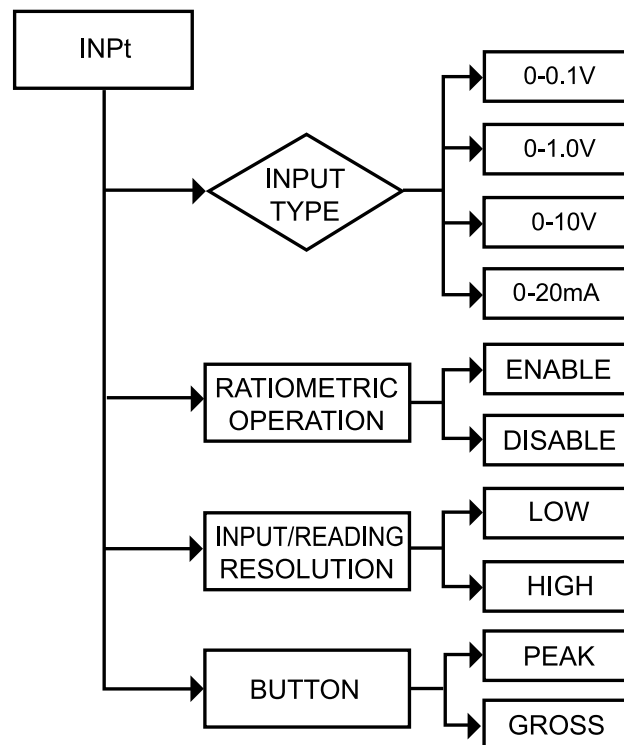 INPt
INPUT
TYPE
0-0.1V
0-1.0V
0-10V
0-20mA
RATIOMETRIC
OPERATION
ENABLE
DISABLE
INPUT/READING
RESOLUTION
LOW
HIGH
BUTTON
PEAK
GROSS